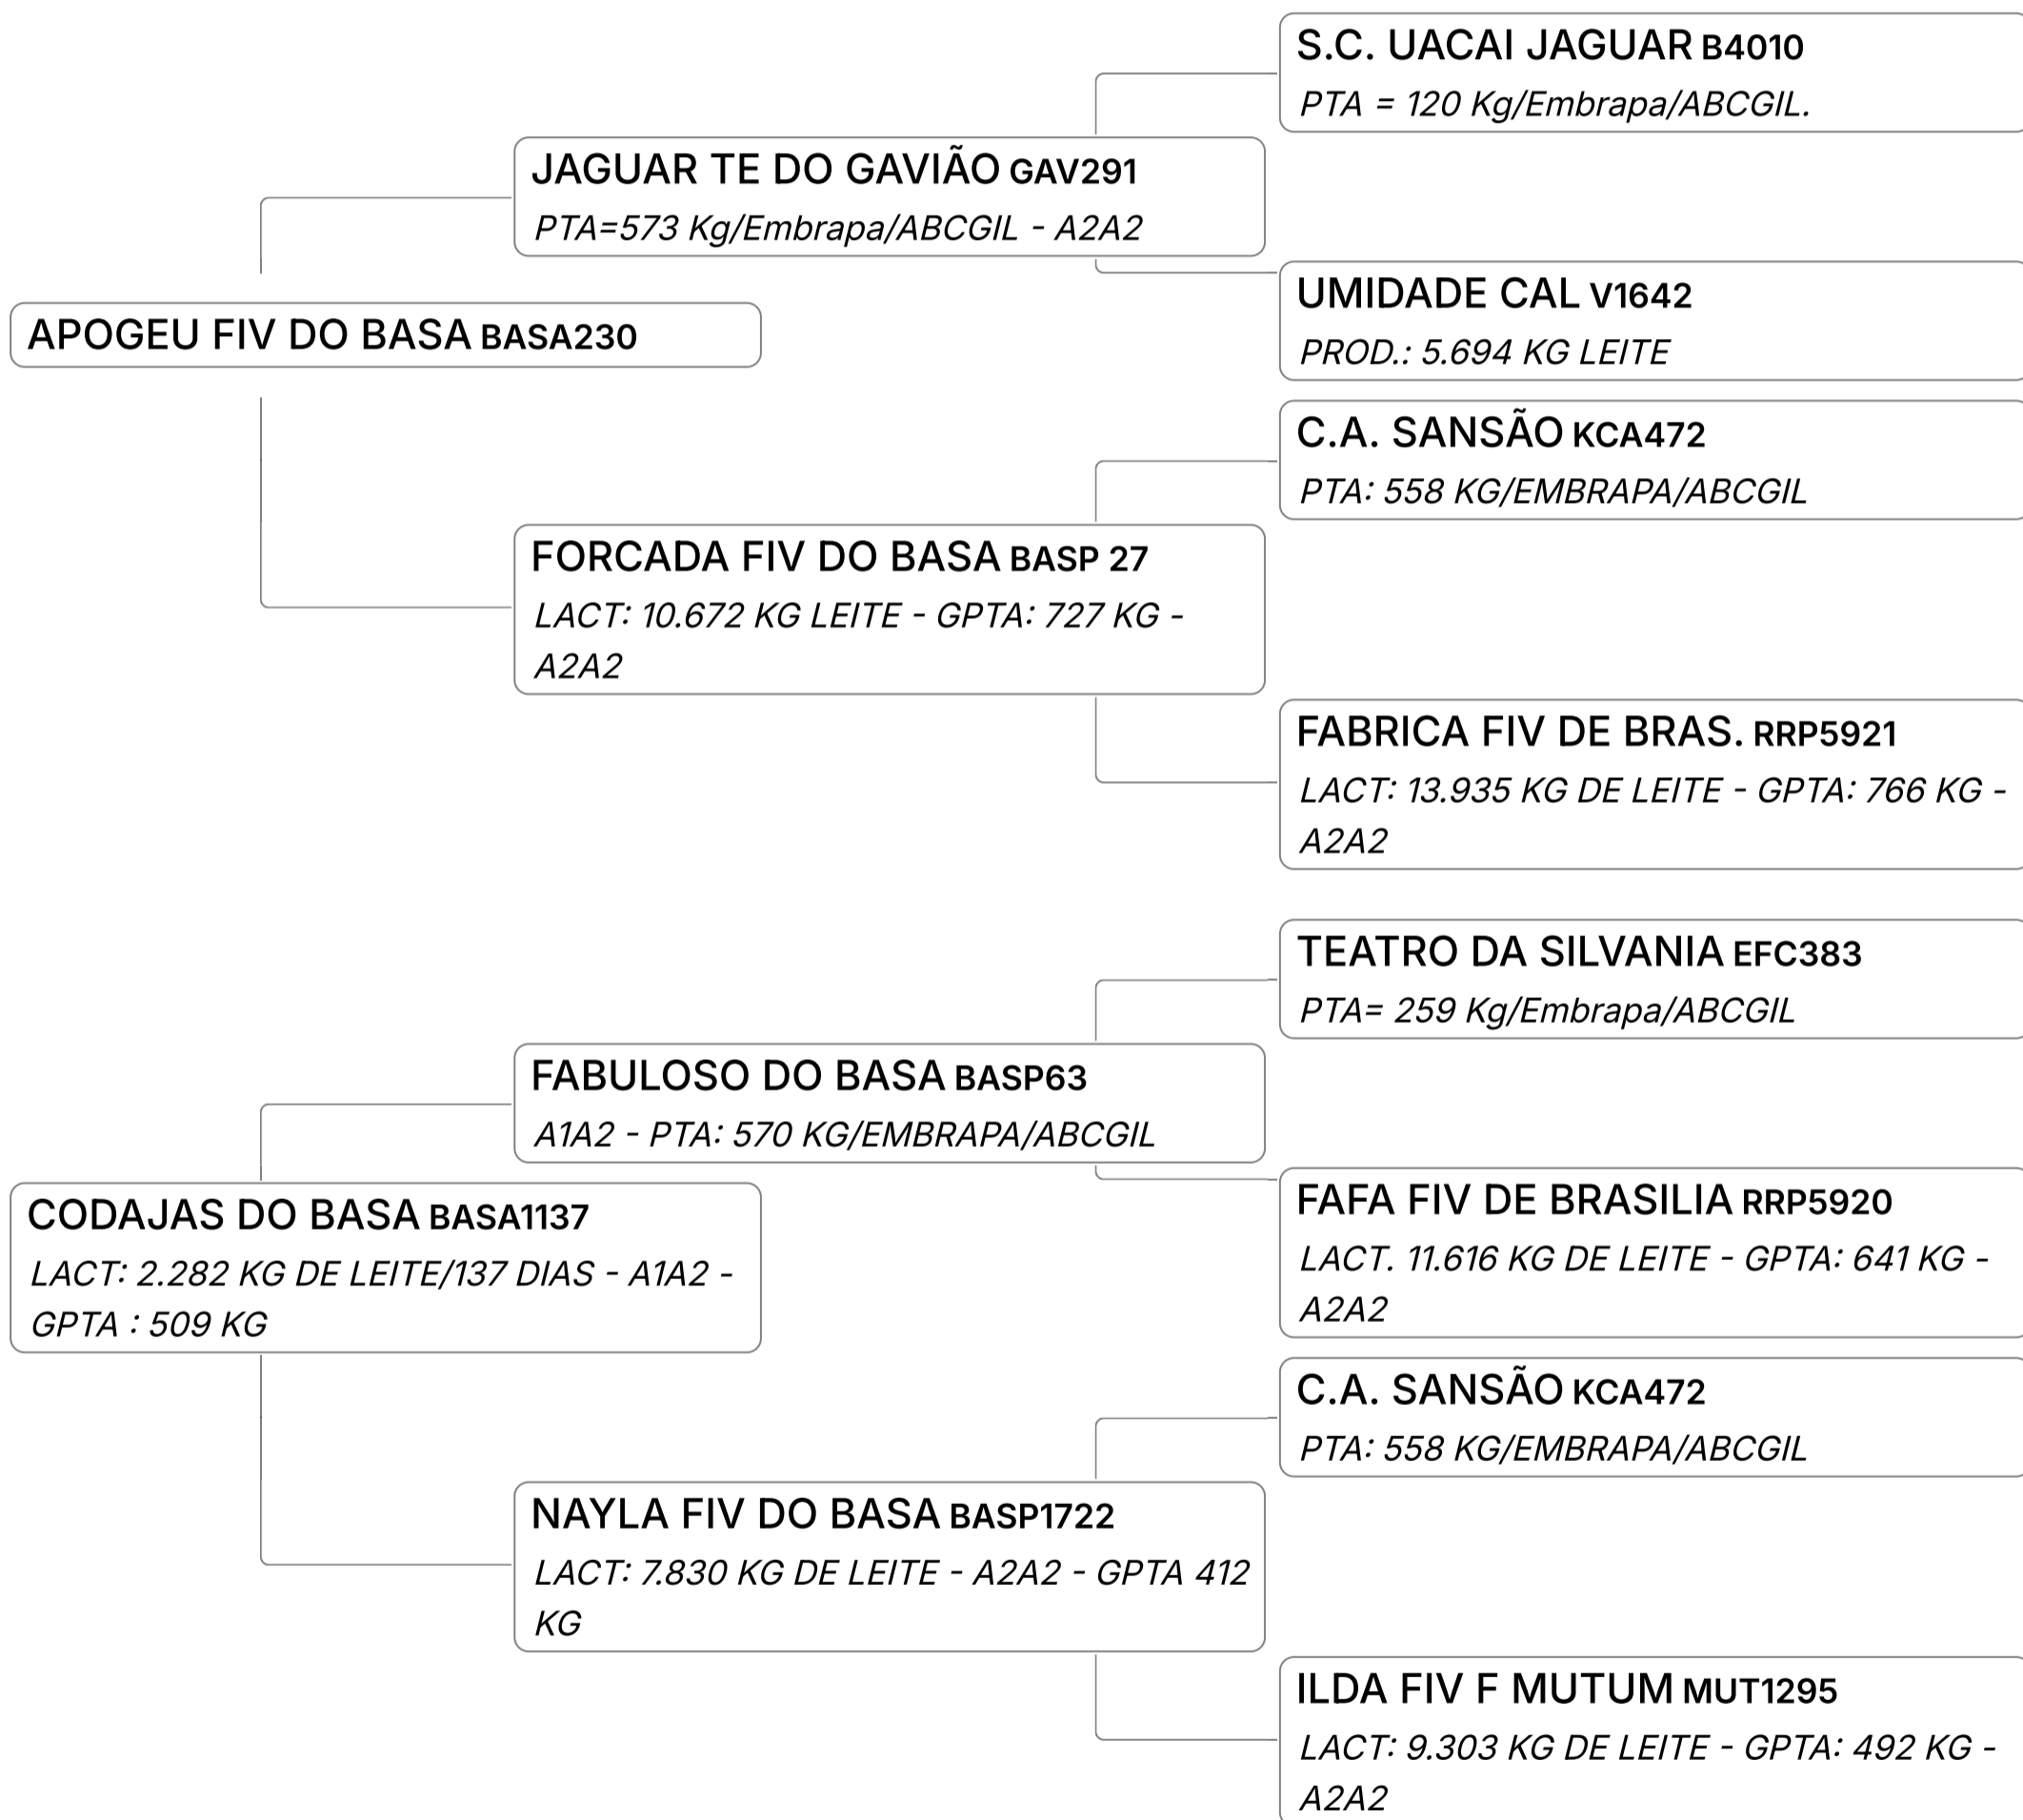 S.C. UACAI JAGUAR B4010
PTA = 120 Kg/Embrapa/ABCGIL.
JAGUAR TE DO GAVIÃO GAV291
PTA=573 Kg/Embrapa/ABCGIL - A2A2
UMIDADE CAL V1642
PROD.: 5.694 KG LEITE
APOGEU FIV DO BASA BASA230
C.A. SANSÃO KCA472
PTA: 558 KG/EMBRAPA/ABCGIL
FORCADA FIV DO BASA BASP 27
LACT: 10.672 KG LEITE - GPTA: 727 KG -
A2A2
FABRICA FIV DE BRAS. RRP5921
LACT: 13.935 KG DE LEITE - GPTA: 766 KG -
A2A2
TEATRO DA SILVANIA EFC383
PTA= 259 Kg/Embrapa/ABCGIL
FABULOSO DO BASA BASP63
A1A2 - PTA: 570 KG/EMBRAPA/ABCGIL
FAFA FIV DE BRASILIA RRP5920
LACT. 11.616 KG DE LEITE - GPTA: 641 KG -
A2A2
CODAJAS DO BASA BASA1137
LACT: 2.282 KG DE LEITE/137 DIAS - A1A2 -
GPTA : 509 KG
C.A. SANSÃO KCA472
PTA: 558 KG/EMBRAPA/ABCGIL
NAYLA FIV DO BASA BASP1722
LACT: 7.830 KG DE LEITE - A2A2 - GPTA 412
KG
ILDA FIV F MUTUM MUT1295
LACT: 9.303 KG DE LEITE - GPTA: 492 KG -
A2A2